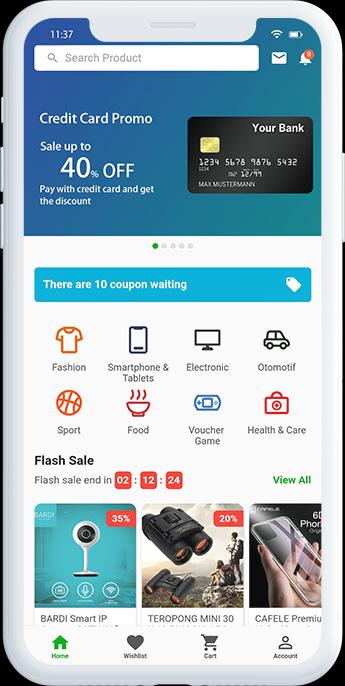 11:37
Search Product
8
Credit Card Promo
Sale up to
40% OFF
Pay with credit card and get
the discount
Your Bank
1234 5678 9876 5432
1234
12/99
MAX MUSTERMANN
There are 10 coupon waiting
Fashion
Smartphone &
Tablets
Electronic
Otomotif
Sport
Food
Voucher
Game
Health & Care
Flash Sale
Flash sale end in 02 : 12 : 24
View All
BARDI
35%
20%
CAFELE
BARDI Smart IP
TEROPONG MINI 30
CAFELE Premiu
Home
Wishlist
Cart
Account